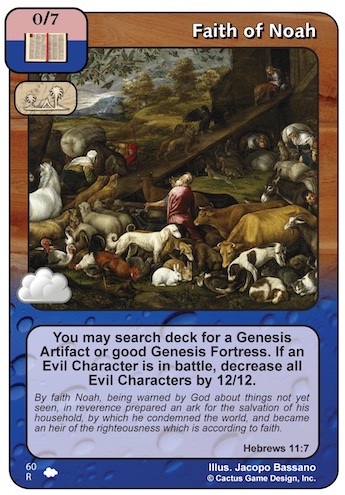 0/7
Faith of Noah
You may search deck for a Genesis
Artifact or good Genesis Fortress. If an
Evil Character is in battle, decrease all
Evil Characters by 12/12.
By faith Noah, being warned by God about things not yet
seen, in reverence prepared an ark for the salvation of his
household, by which he condemned the world, and became
an heir of the righteousness which is according to faith.
Hebrews 11:7
60
R
Illus. Jacopo Bassano
© Cactus Game Design, Inc.